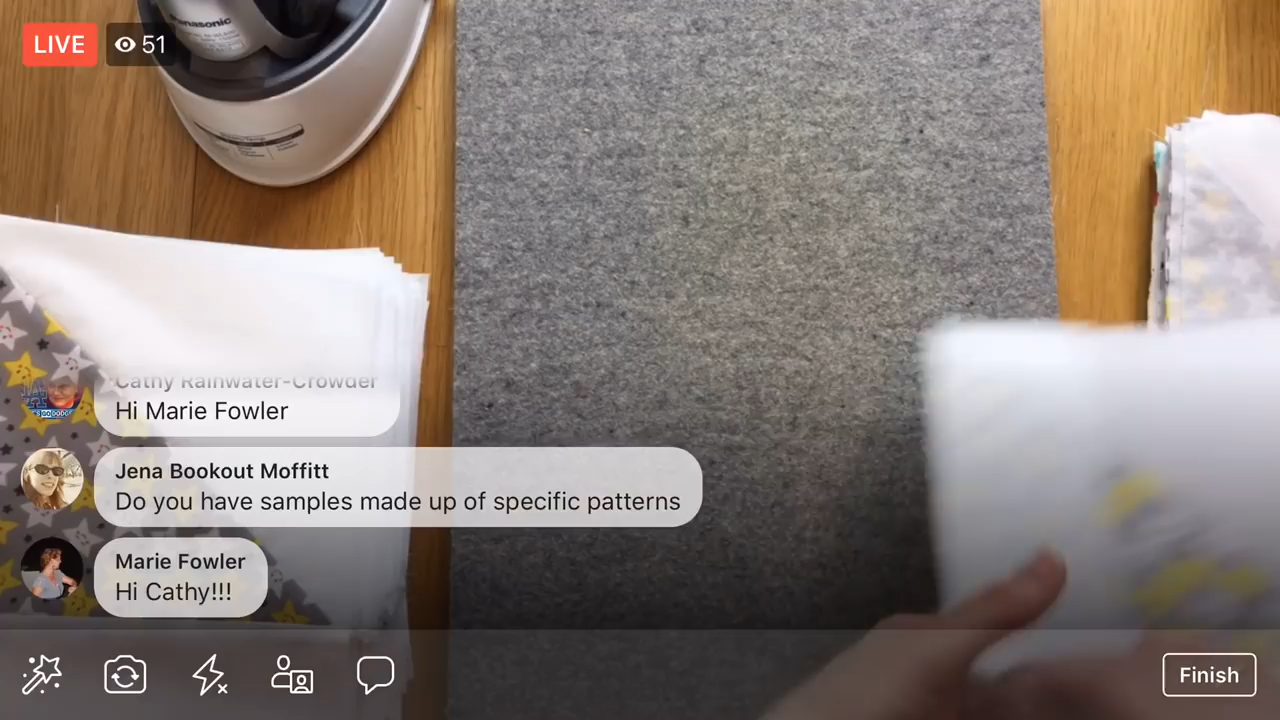 Panasonic
LIVE
51
Cathy Rainwater-Crowder
Hi Marie Fowler
Jena Bookout Moffitt
Do you have samples made up of specific patterns
Marie Fowler
Hi Cathy!!!
Finish